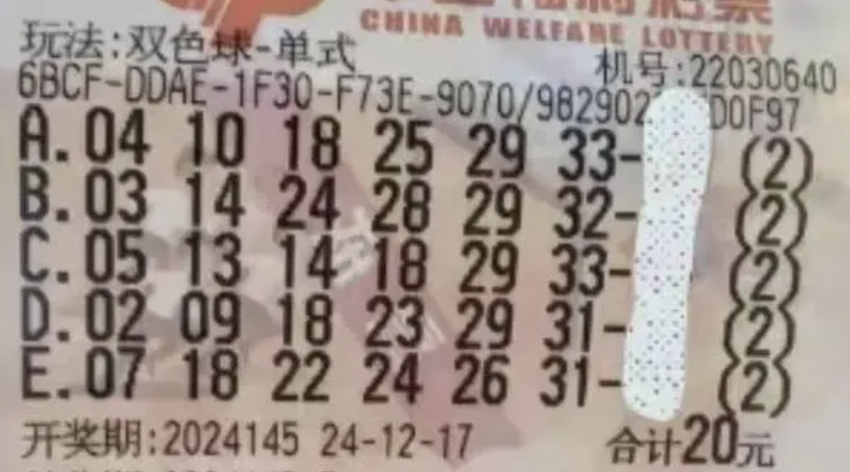 CHINA WELFARE LOTTERY
玩法:双色球-单式
机号:22030640
6BCF-DDAE-1F30-F73E-9070/982902 D0F97
A.04 10 18 25 29 33- (2)
B.03 14 24 28 29 32- (2)
C.05 13 14 18 29 33- (2)
D.02 09 18 23 29 31- (2)
E.07 18 22 24 26 31- (2)
开奖期:2024145 24-12-17 合计20元